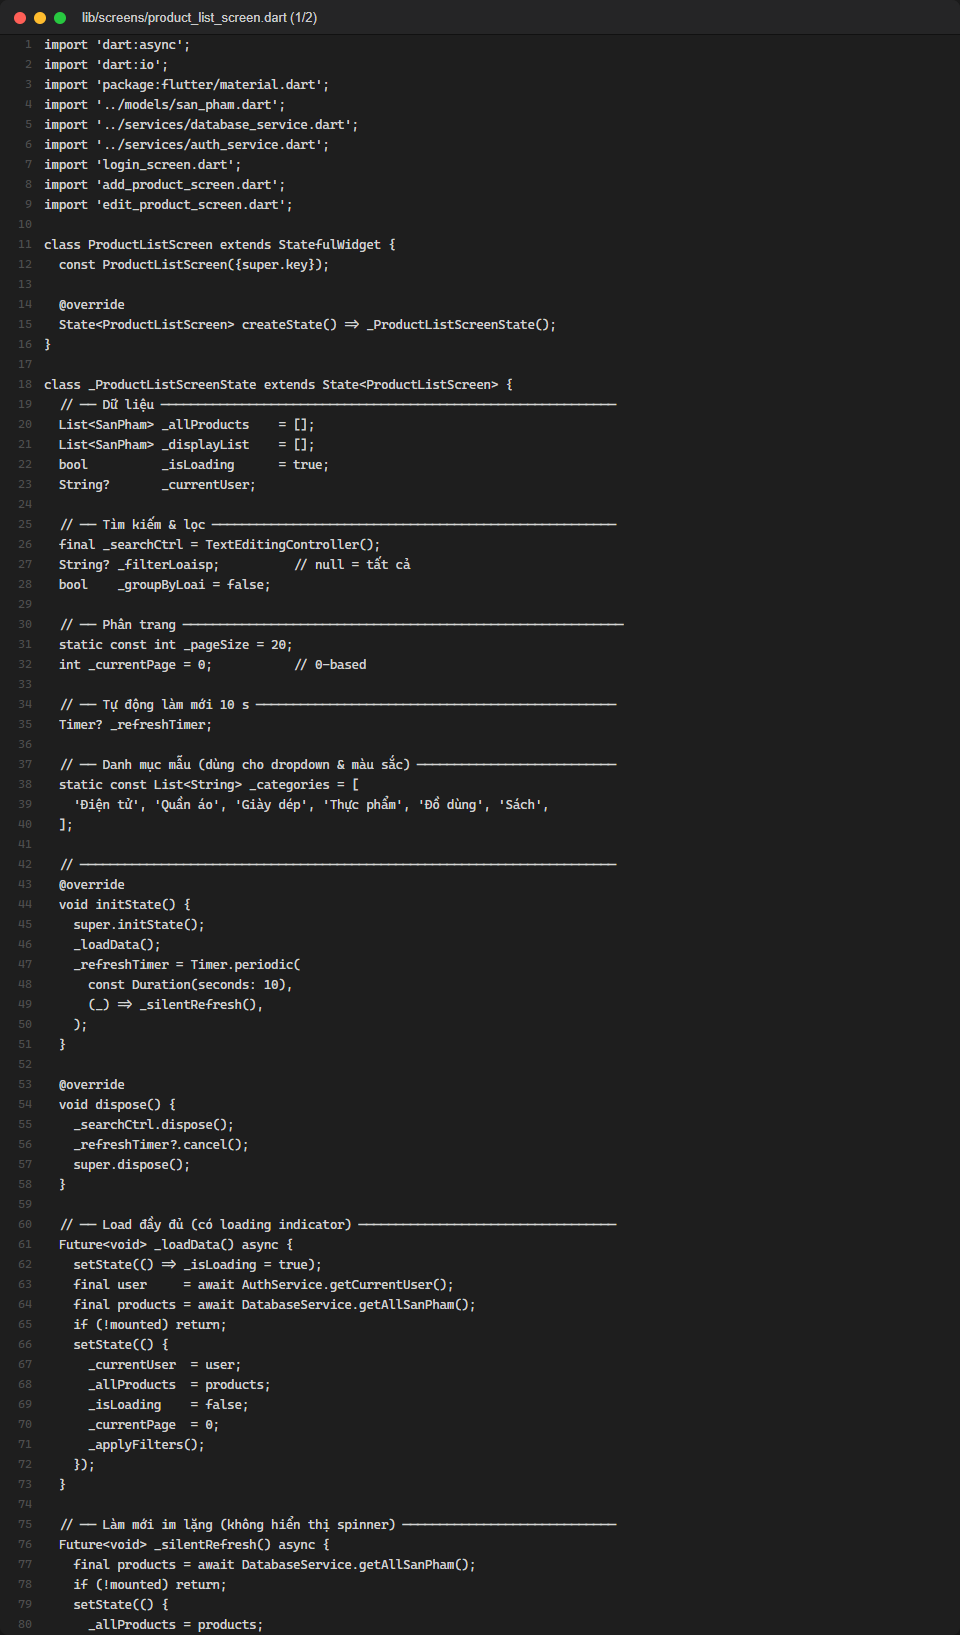 lib/screens/product_list_screen.dart (1/2)
1 import 'dart:async';
2 import 'dart:io';
3 import 'package:flutter/material.dart';
4 import '../models/san_pham.dart';
5 import '../services/database_service.dart';
6 import '../services/auth_service.dart';
7 import 'login_screen.dart';
8 import 'add_product_screen.dart';
9 import 'edit_product_screen.dart';
10
11 class ProductListScreen extends StatefulWidget {
12   const ProductListScreen({super.key});
13
14   @override
15   State<ProductListScreen> createState() => _ProductListScreenState();
16 }
17
18 class _ProductListScreenState extends State<ProductListScreen> {
19   // ── Dữ liệu ──────────────────────────────────────────────────────────────
20   List<SanPham> _allProducts    = [];
21   List<SanPham> _displayList    = [];
22   bool          _isLoading      = true;
23   String?       _currentUser;
24
25   // ── Tìm kiếm & lọc ───────────────────────────────────────────────────────
26   final _searchCtrl = TextEditingController();
27   String? _filterLoaisp;          // null = tất cả
28   bool    _groupByLoai = false;
29
30   // ── Phân trang ────────────────────────────────────────────────────────────
31   static const int _pageSize = 20;
32   int _currentPage = 0;           // 0-based
33
34   // ── Tự động làm mới 10 s ─────────────────────────────────────────────────
35   Timer? _refreshTimer;
36
37   // ── Danh mục mẫu (dùng cho dropdown & màu sắc) ───────────────────────────
38   static const List<String> _categories = [
39     'Điện tử', 'Quần áo', 'Giày dép', 'Thực phẩm', 'Đồ dùng', 'Sách',
40   ];
41
42   // ─────────────────────────────────────────────────────────────────────────
43   @override
44   void initState() {
45     super.initState();
46     _loadData();
47     _refreshTimer = Timer.periodic(
48       const Duration(seconds: 10),
49       (_) => _silentRefresh(),
50     );
51   }
52
53   @override
54   void dispose() {
55     _searchCtrl.dispose();
56     _refreshTimer?.cancel();
57     super.dispose();
58   }
59
60   // ── Load đầy đủ (có loading indicator) ───────────────────────────────────
61   Future<void> _loadData() async {
62     setState(() => _isLoading = true);
63     final user     = await AuthService.getCurrentUser();
64     final products = await DatabaseService.getAllSanPham();
65     if (!mounted) return;
66     setState(() {
67       _currentUser  = user;
68       _allProducts  = products;
69       _isLoading    = false;
70       _currentPage  = 0;
71       _applyFilters();
72     });
73   }
74
75   // ── Làm mới im lặng (không hiển thị spinner) ─────────────────────────────
76   Future<void> _silentRefresh() async {
77     final products = await DatabaseService.getAllSanPham();
78     if (!mounted) return;
79     setState(() {
80       _allProducts = products;